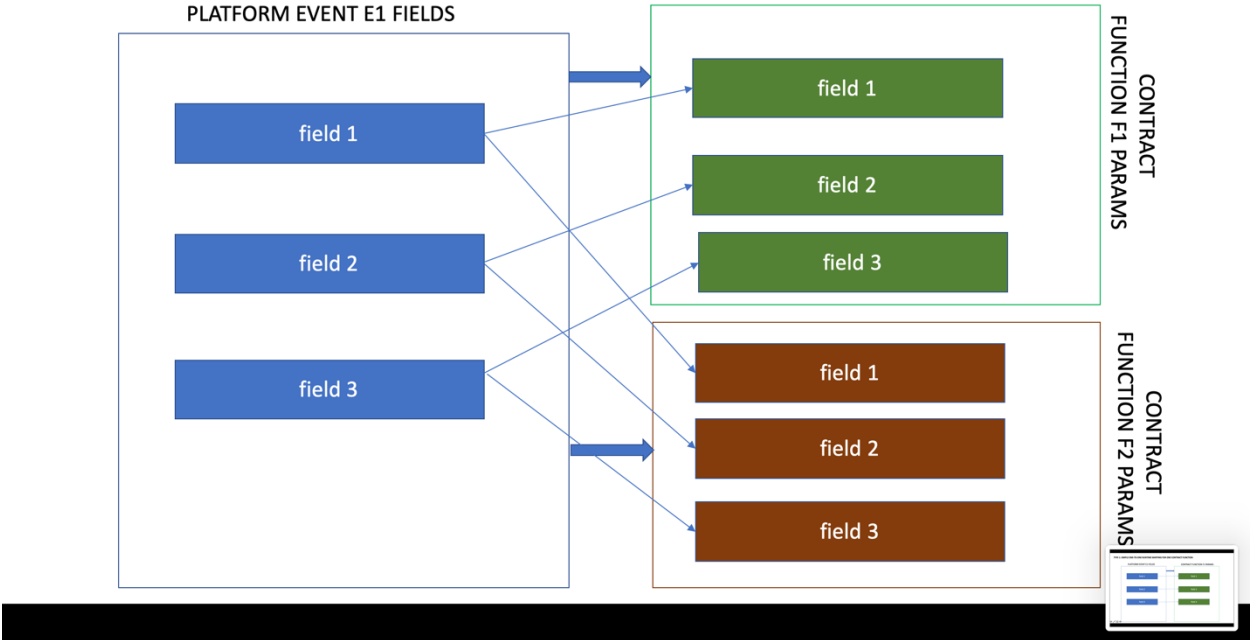 PLATFORM EVENT E1 FIELDS
field 1
field 2
field 3
field 1
field 2
field 3
CONTRACT
FUNCTION F1 PARAMS
field 1
field 2
field 3
CONTRACT
FUNCTION F2 PARAMS